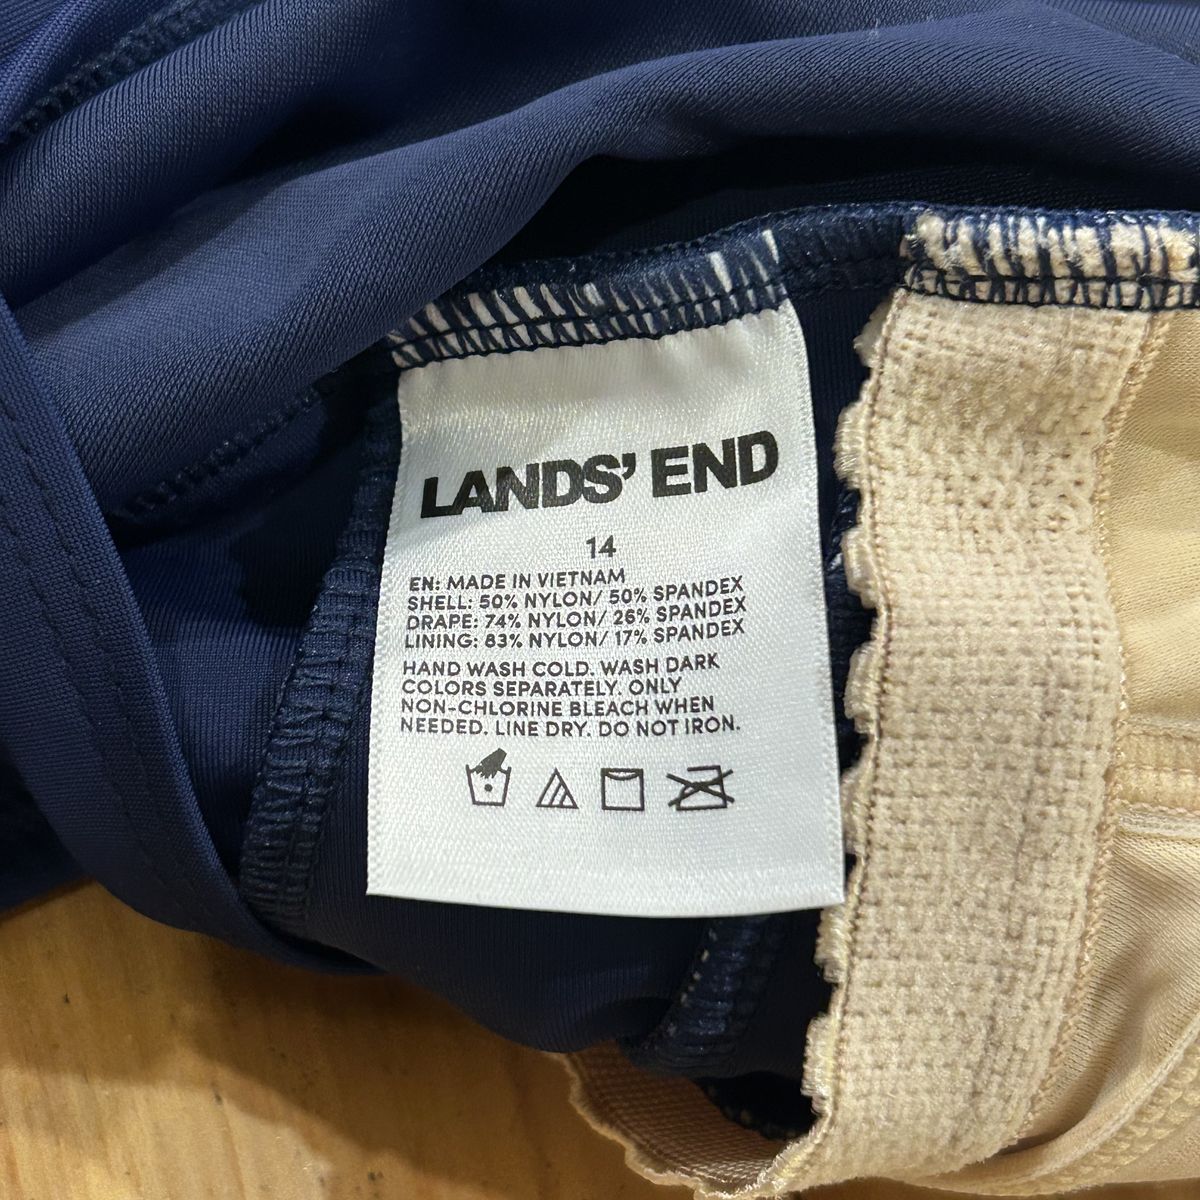 LANDS' END
14
EN: MADE IN VIETNAM
SHELL: 50% NYLON/ 50% SPANDEX
DRAPE: 74% NYLON/ 26% SPANDEX
LINING: 83% NYLON/ 17% SPANDEX
HAND WASH COLD. WASH DARK
COLORS SEPARATELY. ONLY
NON-CHLORINE BLEACH WHEN
NEEDED. LINE DRY. DO NOT IRON.